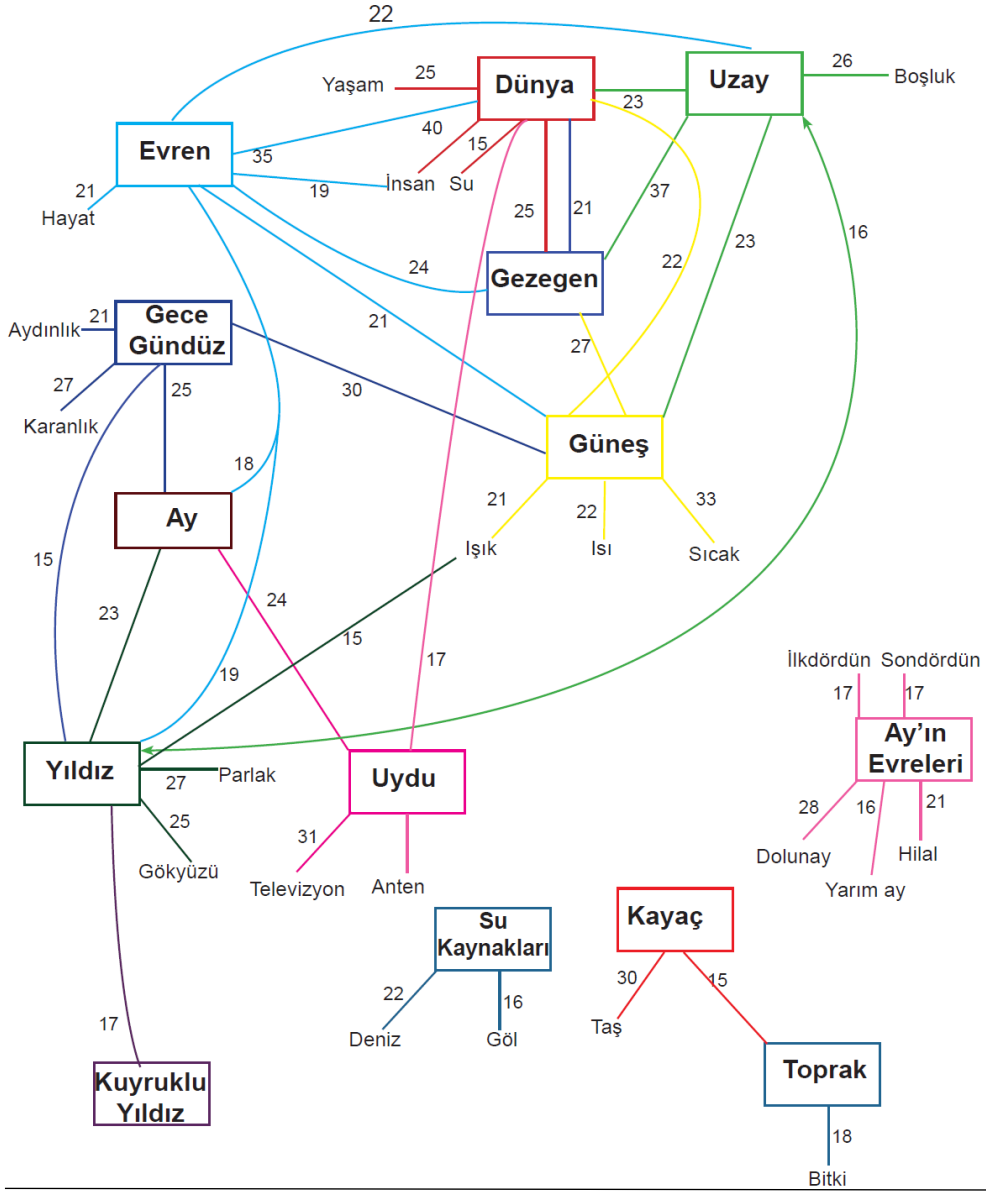 22
Yaşam
25
Dünya
Uzay
26
Boşluk
23
Evren
35
40
15
İnsan
Su
19
21
Hayat
25
21
37
23
16
24
Gezegen
22
21
27
Aydınlık
21
Gece
Gündüz
27
25
30
Karanlık
Güneş
18
21
22
33
Ay
Işık
Isı
Sıcak
15
23
24
15
17
19
İlkdördün
Sondördün
17
17
Ay’ın
Evreleri
Yıldız
27
Parlak
Uydu
25
Gökyüzü
31
Televizyon
Anten
28
16
21
Dolunay
Hilal
Yarım ay
Su
Kaynakları
22
16
Deniz
Göl
Kayaç
30
15
Taş
17
Kuyruklu
Yıldız
Toprak
18
Bitki